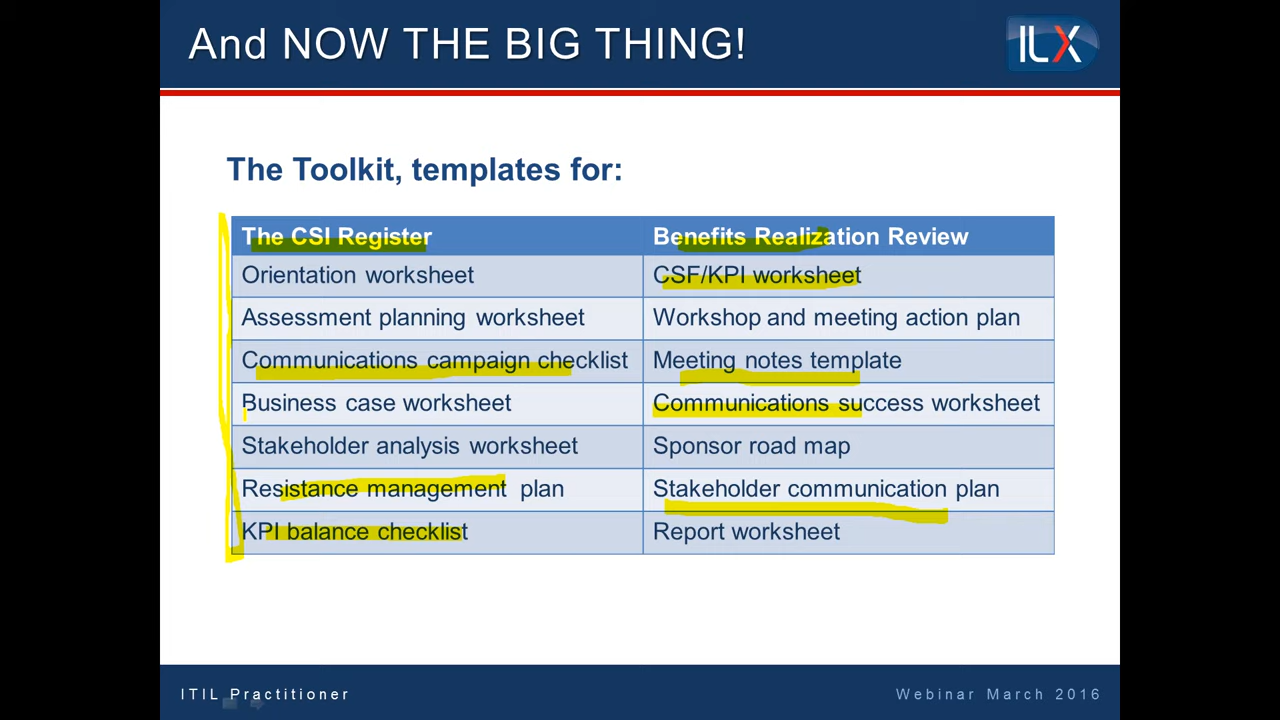 And NOW THE BIG THING!
ILX
The Toolkit, templates for:
The CSI Register Benefits Realization Review
Orientation worksheet CSF/KPI worksheet
Assessment planning worksheet Workshop and meeting action plan
Communications campaign checklist Meeting notes template
Business case worksheet Communications success worksheet
Stakeholder analysis worksheet Sponsor road map
Resistance management plan Stakeholder communication plan
KPI balance checklist Report worksheet
ITIL Practitioner Webinar March 2016